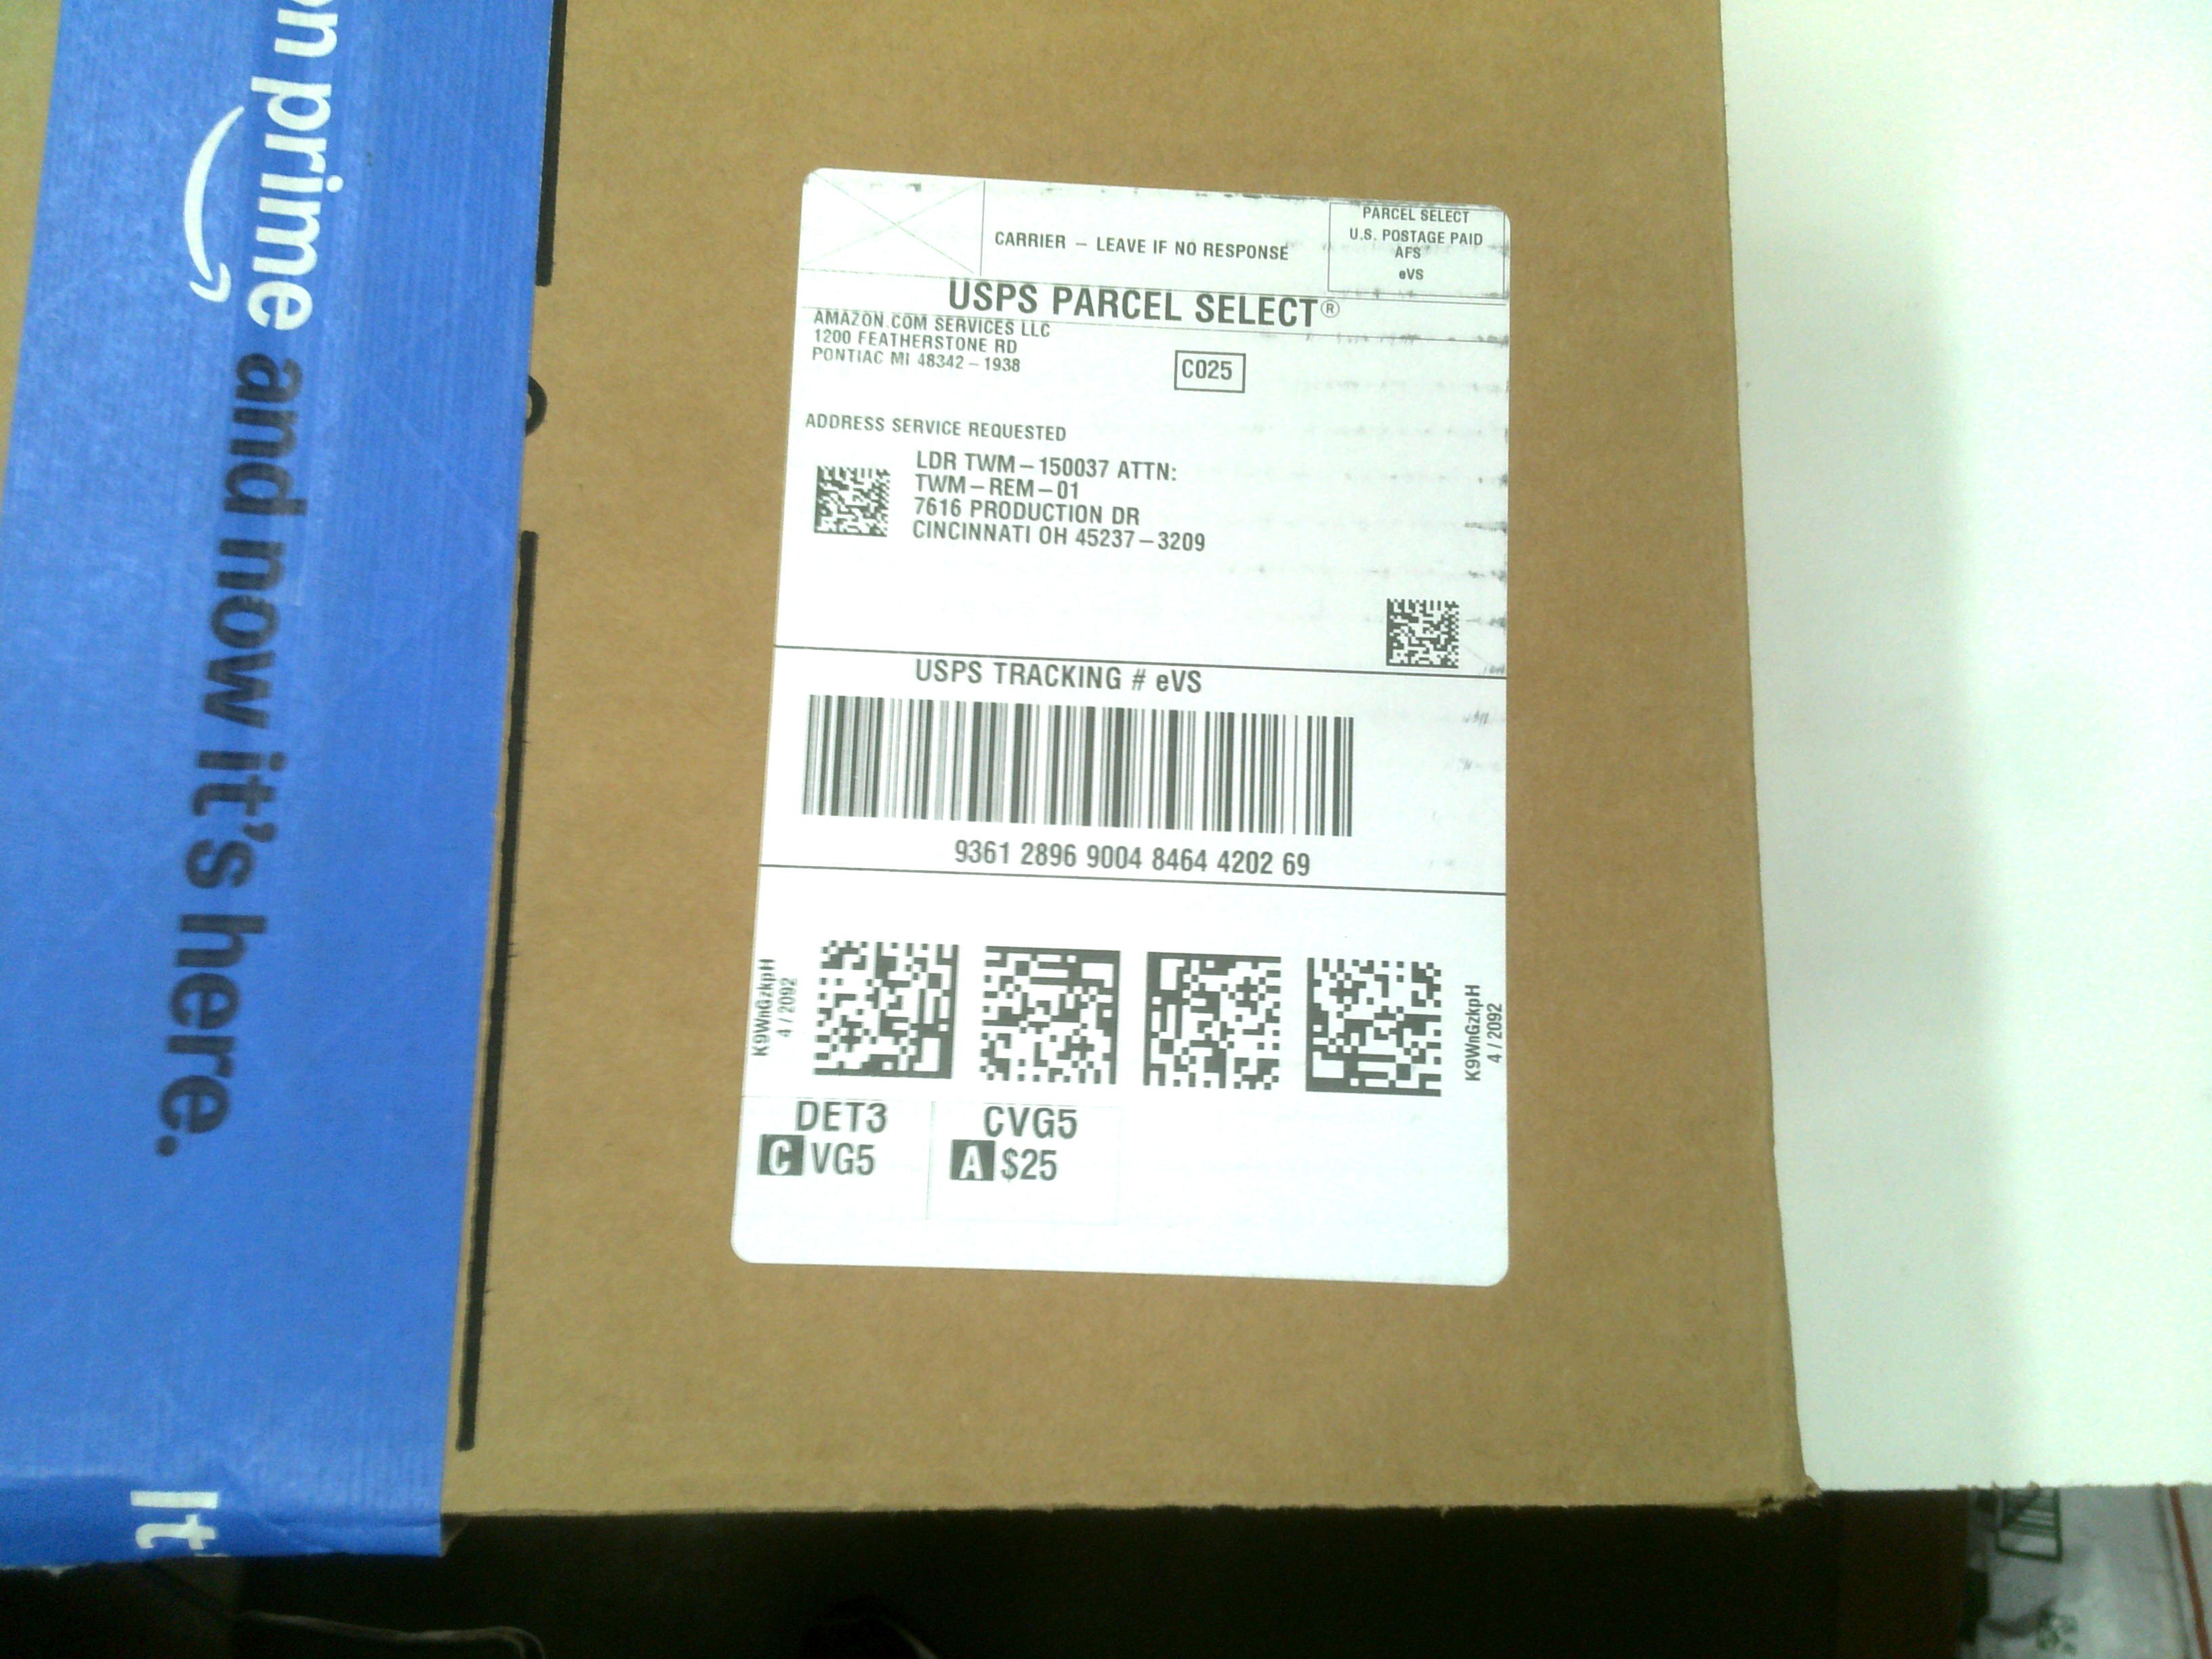 on prime and now it's here.
It
CARRIER – LEAVE IF NO RESPONSE
PARCEL SELECT
U.S. POSTAGE PAID
AFS
eVS
USPS PARCEL SELECT®
AMAZON.COM SERVICES LLC
1200 FEATHERSTONE RD
PONTIAC MI 48342–1938
C025
ADDRESS SERVICE REQUESTED
LDR TWM–150037 ATTN:
TWM–REM–01
7616 PRODUCTION DR
CINCINNATI OH 45237–3209
USPS TRACKING # eVS
9361 2896 9004 8464 4202 69
K9WnGzkpH
4 / 2092
K9WnGzkpH
4 / 2092
DET3
CVG5
CVG5
A $25